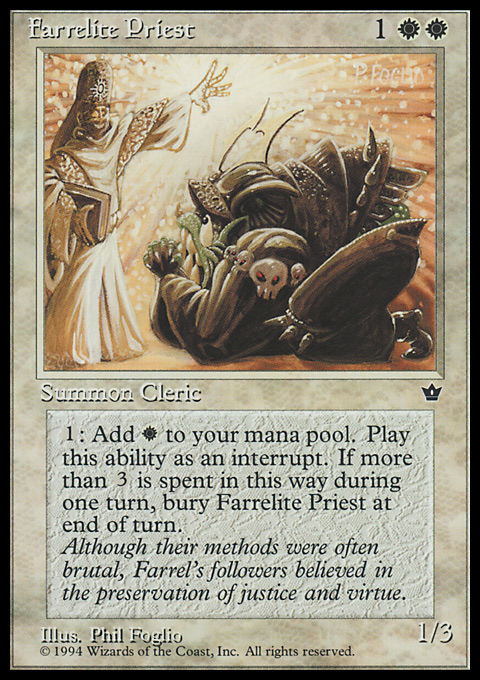 Farrelite Priest 1
P. FOGLIO
Summon Cleric
1: Add to your mana pool. Play
this ability as an interrupt. If more
than 3 is spent in this way during
one turn, bury Farrelite Priest at
end of turn.
Although their methods were often
brutal, Farrel's followers believed in
the preservation of justice and virtue.
Illus. Phil Foglio
1/3
© 1994 Wizards of the Coast, Inc. All rights reserved.